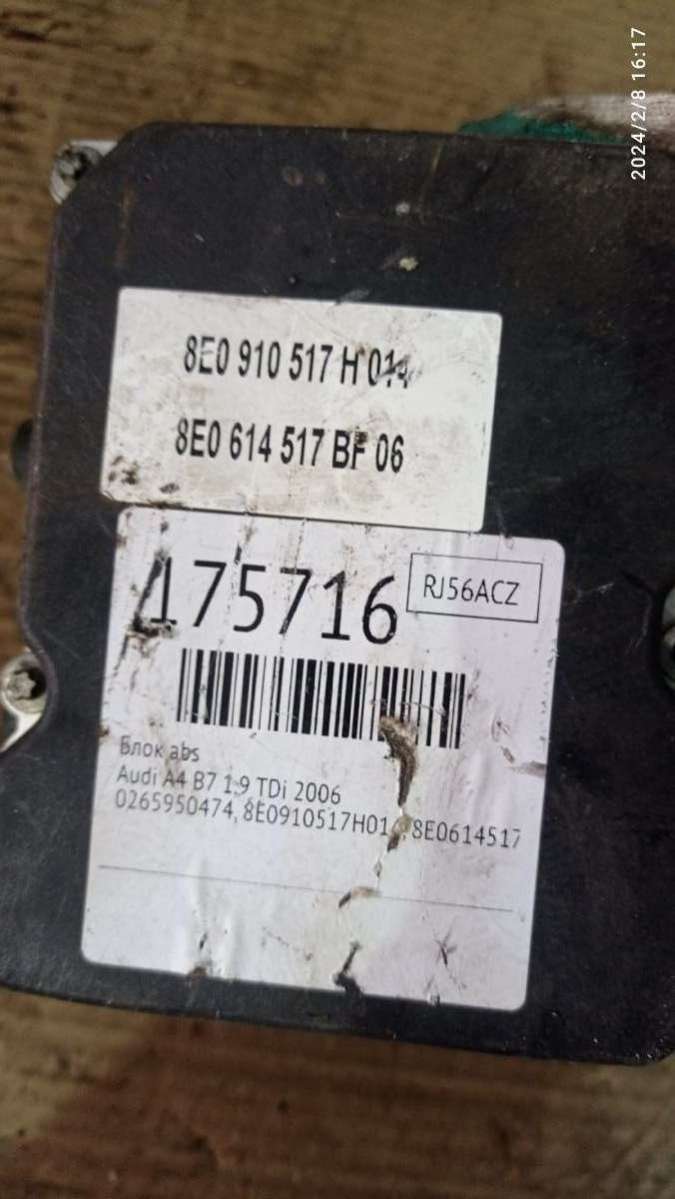 2024/2/8 16:17
8E0 910 517 H
8E0 614 517 BF 06
175716
RJ56ACZ
Блок abs
Audi A4 B7 1.9 TDi 2006
0265950474, 8E0910517H01 8E0614517